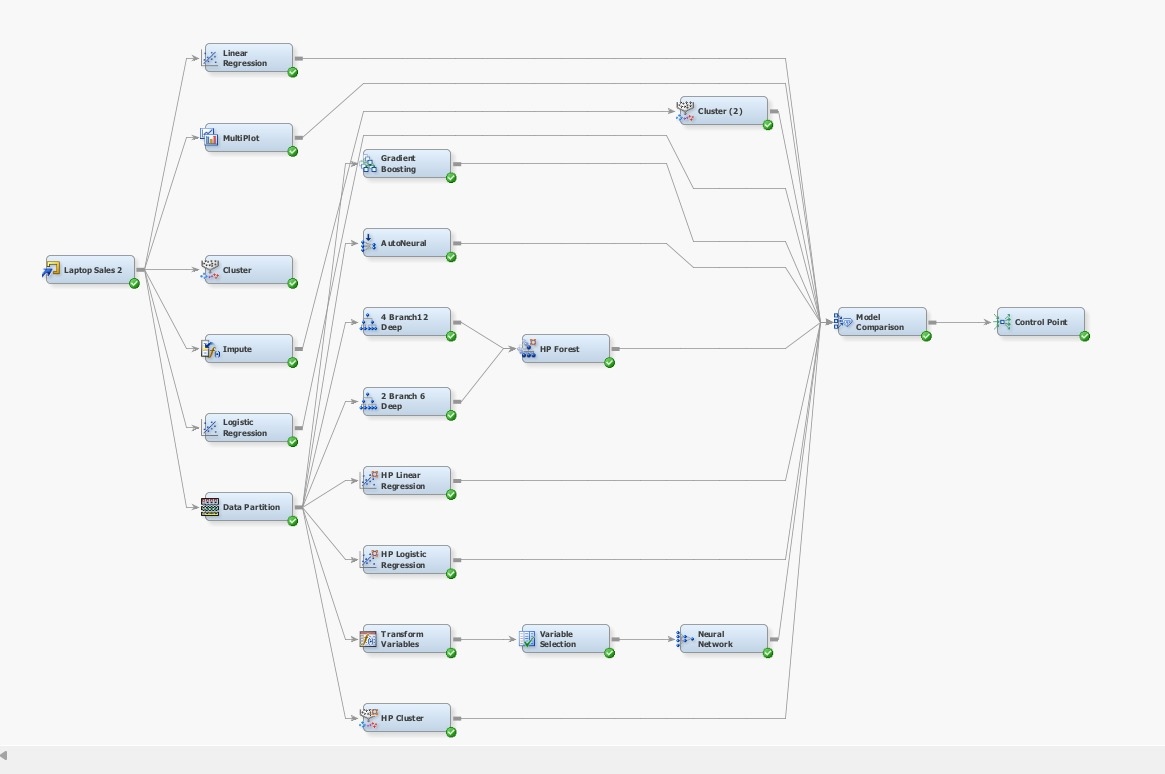 Linear
Regression
MultiPlot
Cluster (2)
Gradient
Boosting
AutoNeural
Laptop Sales 2
Cluster
4 Branch12
Deep
Model
Comparison
Control Point
Impute
HP Forest
2 Branch 6
Deep
Logistic
Regression
HP Linear
Regression
Data Partition
HP Logistic
Regression
Transform
Variables
Variable
Selection
Neural
Network
HP Cluster